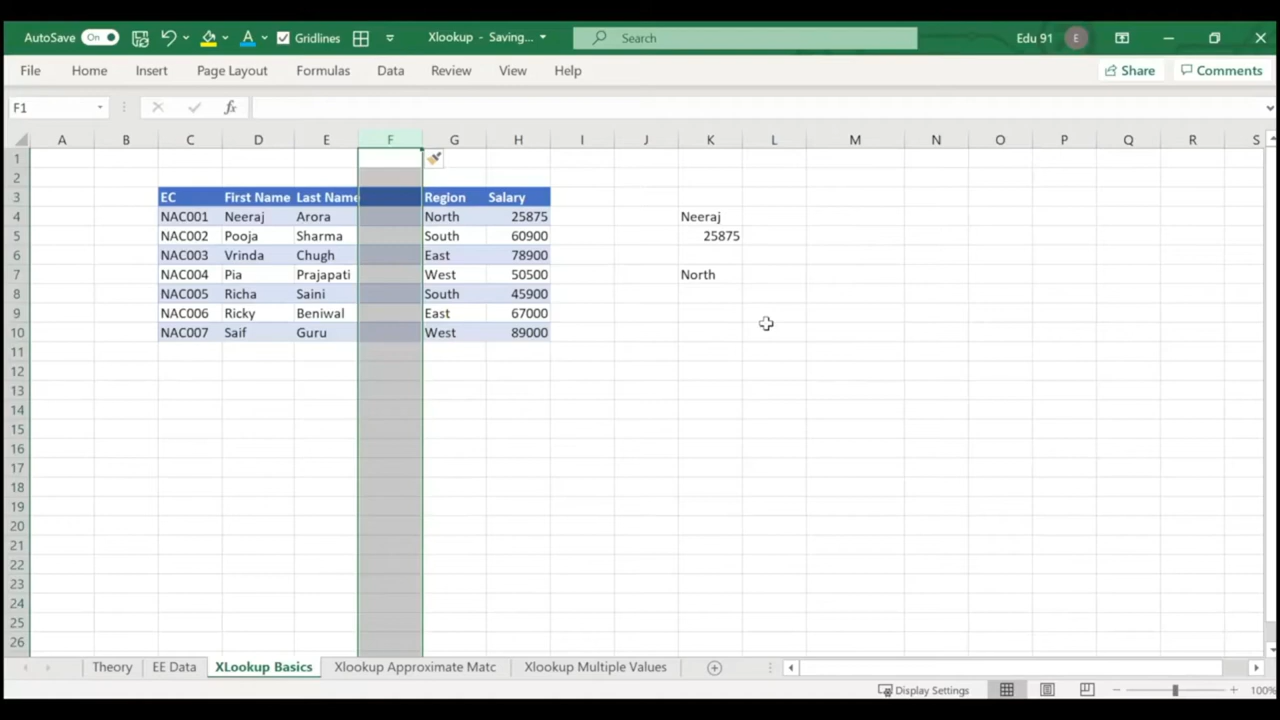 AutoSave On Gridlines Xlookup - Saving... Search Edu 91 E
File Home Insert Page Layout Formulas Data Review View Help Share Comments
F1 fx
A B C D E F G H I J K L M N O P Q R S
1
2
3 EC First Name Last Name Region Salary
4 NAC001 Neeraj Arora North 25875 Neeraj
5 NAC002 Pooja Sharma South 60900 25875
6 NAC003 Vrinda Chugh East 78900
7 NAC004 Pia Prajapati West 50500 North
8 NAC005 Richa Saini South 45900
9 NAC006 Ricky Beniwal East 67000
10 NAC007 Saif Guru West 89000
11
12
13
14
15
16
17
18
19
20
21
22
23
24
25
26
Theory EE Data XLookup Basics Xlookup Approximate Matc Xlookup Multiple Values
Display Settings 100%